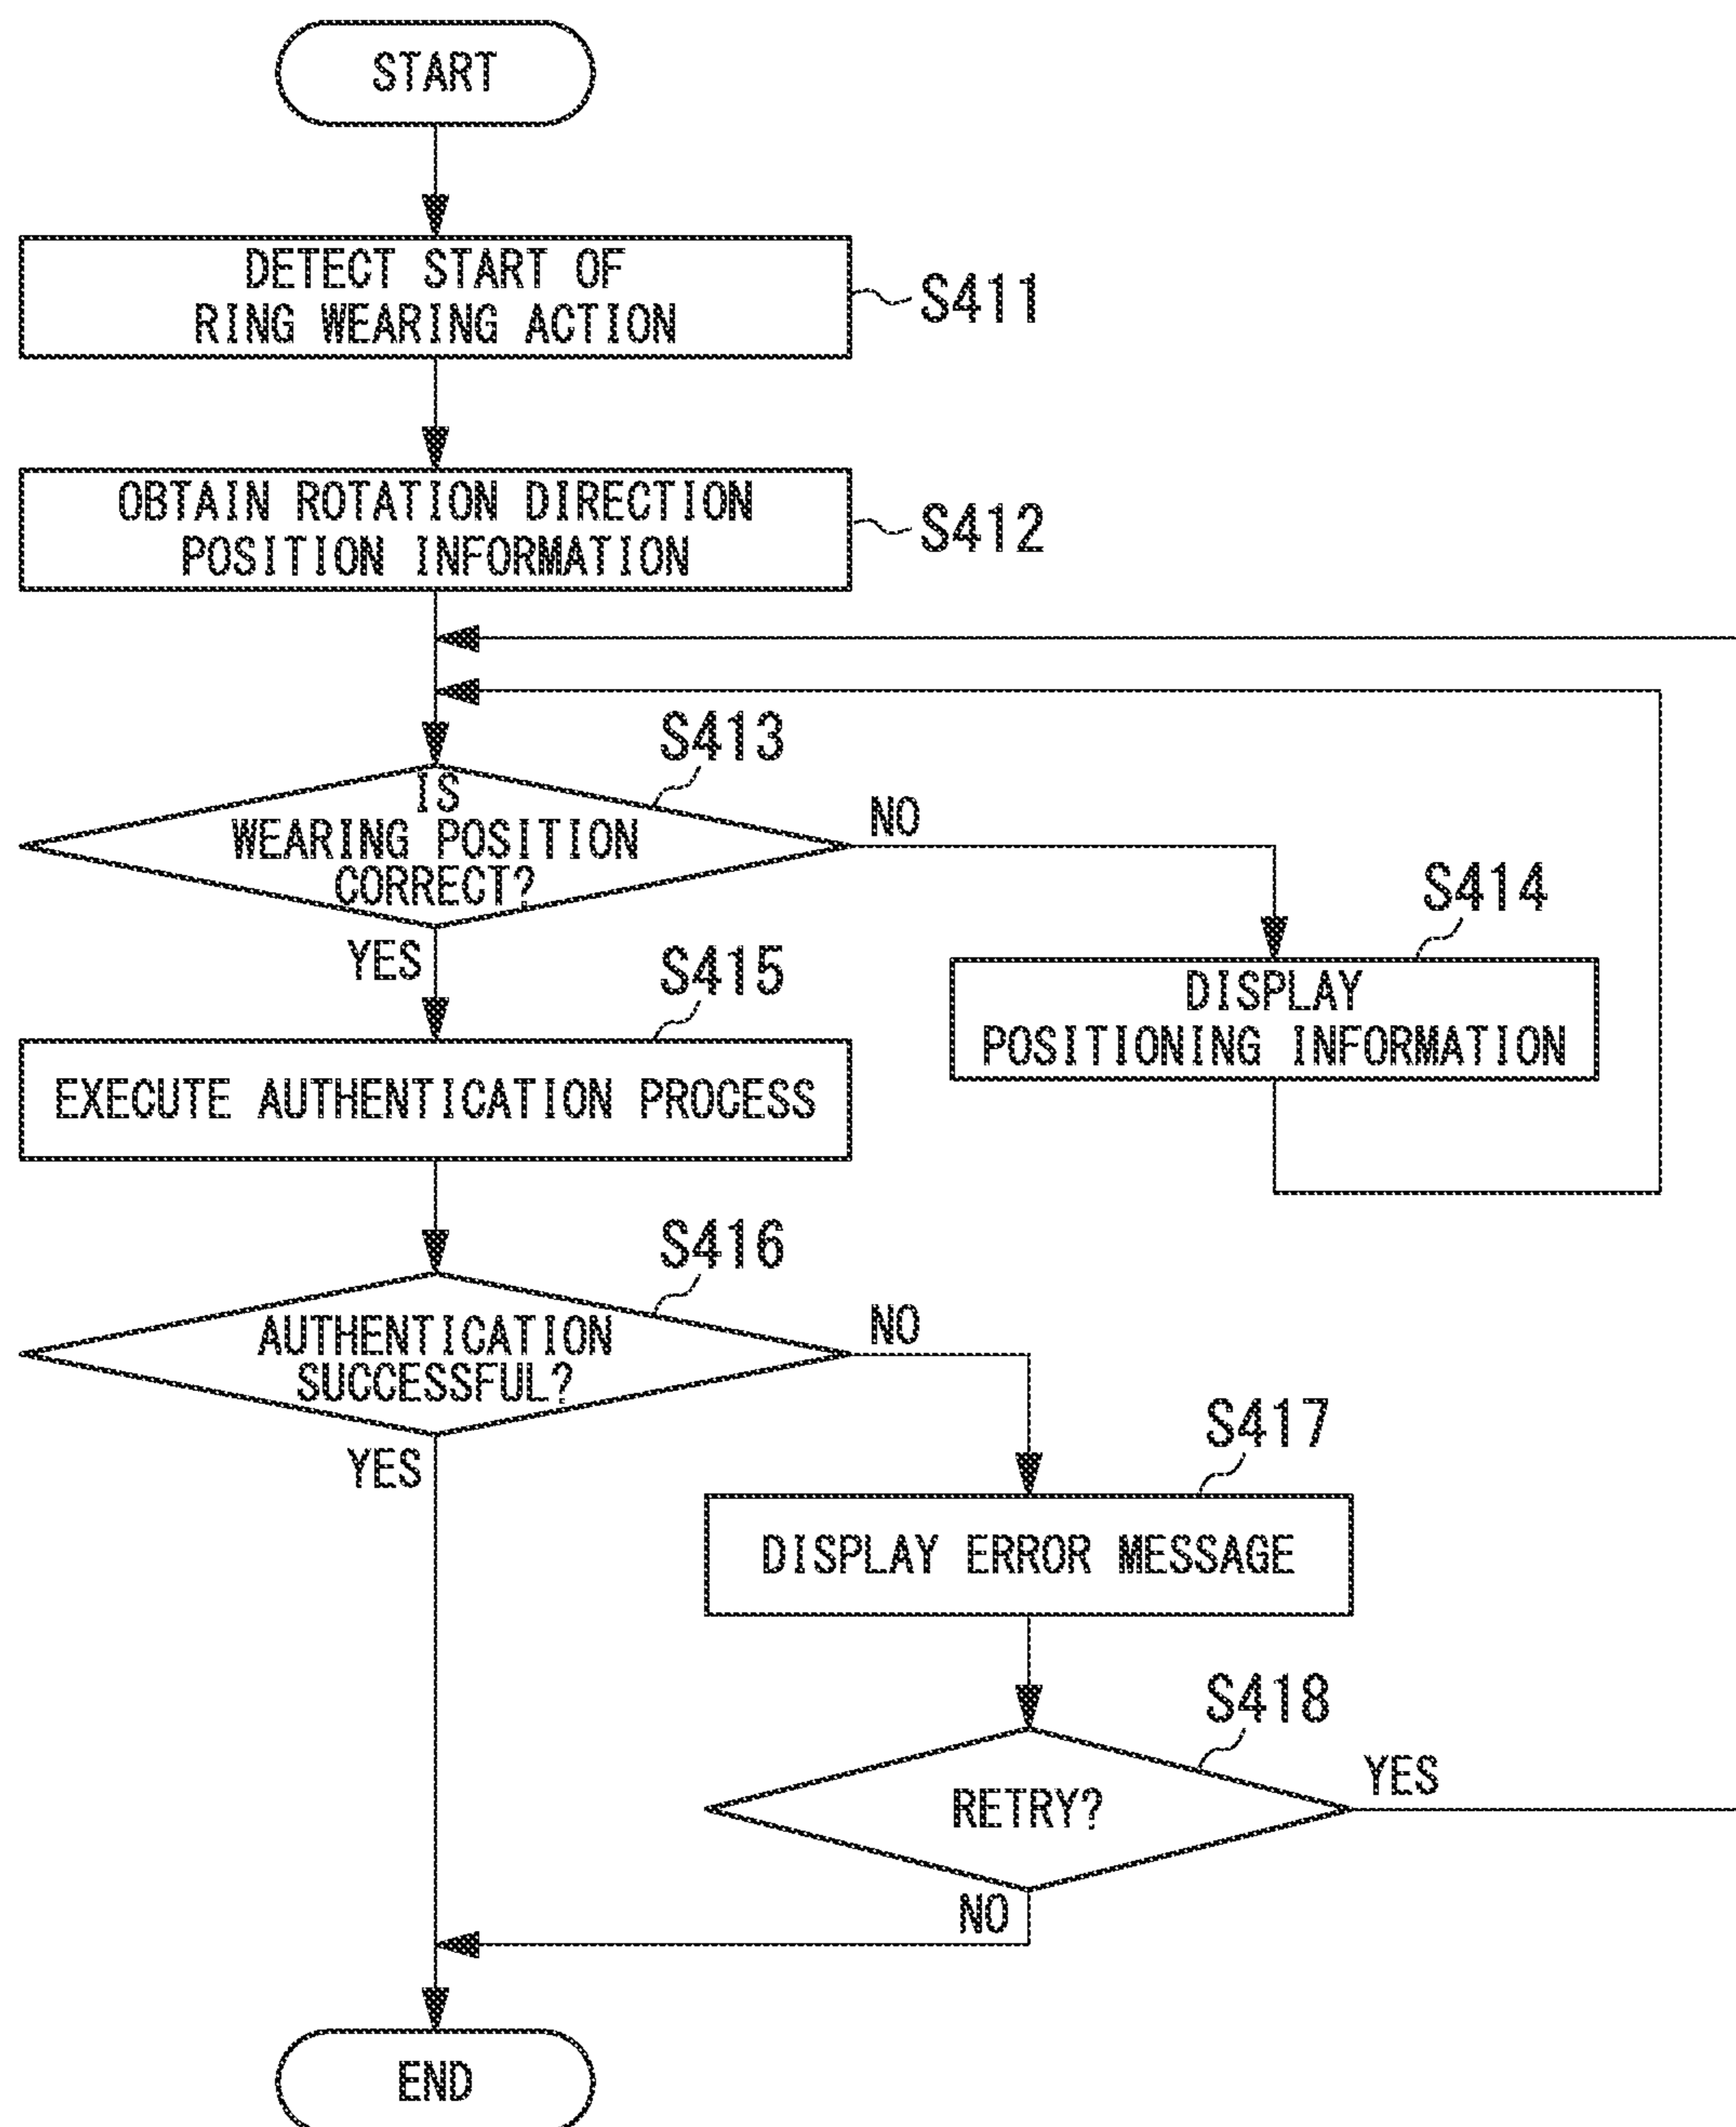 START
DETECT START OF
RING WEARING ACTION
S411
OBTAIN ROTATION DIRECTION
POSITION INFORMATION
S412
S413
IS
WEARING POSITION
CORRECT?
NO
YES
S414
DISPLAY
POSITIONING INFORMATION
S415
EXECUTE AUTHENTICATION PROCESS
S416
AUTHENTICATION
SUCCESSFUL?
NO
YES
S417
DISPLAY ERROR MESSAGE
S418
RETRY?
YES
NO
END